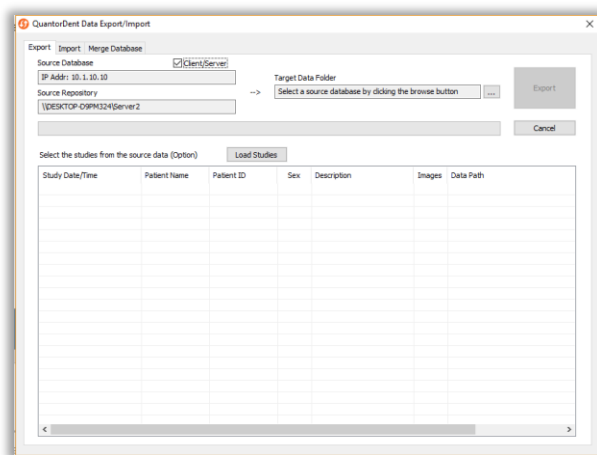 QuantorDent Data Export/Import
Export Import Merge Database
Source Database Client/Server
IP Addr: 10.1.10.10
Target Data Folder
Source Repository --> Select a source database by clicking the browse button ... Export
\\DESKTOP-D9PM324\Server2
Cancel
Select the studies from the source data (Option) Load Studies
Study Date/Time Patient Name Patient ID Sex Description Images Data Path